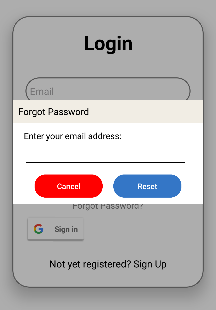 Login
Email
Forgot Password
Enter your email address:
Cancel
Reset
Forgot Password?
Sign in
Not yet registered? Sign Up